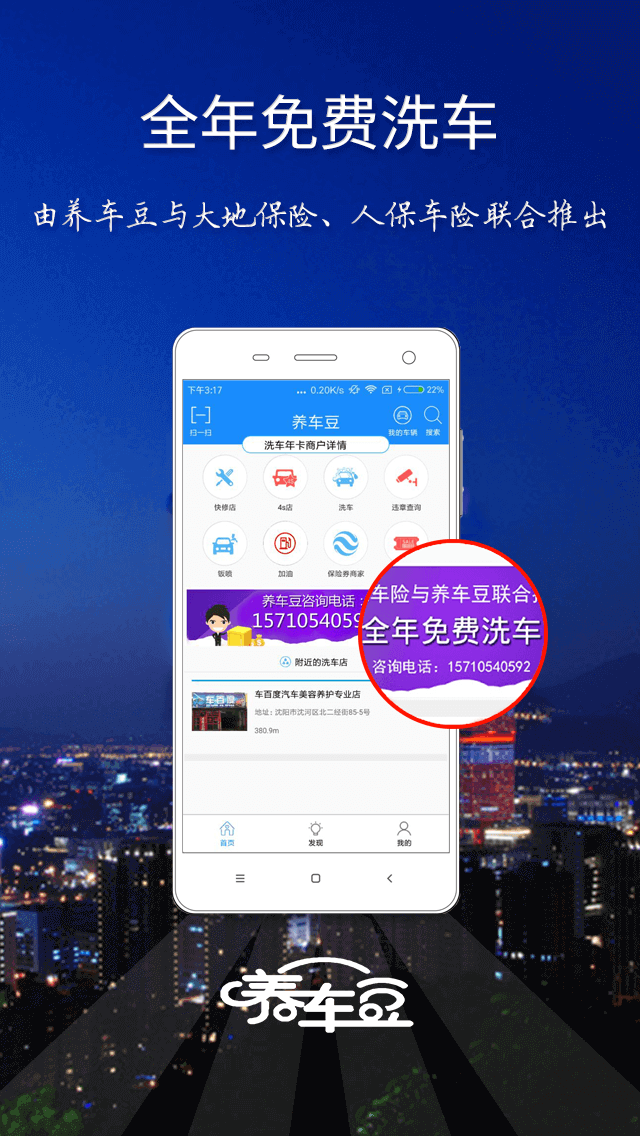 全年免费洗车
由养车豆与大地保险、人保车险联合推出
下午3:17
... 0.20K/s
22%
扫一扫
养车豆
我的车辆
搜索
洗车年卡商户详情
快修店
4s店
洗车
违章查询
钣喷
加油
保险券商家
养车豆咨询电话：
1571054059
车险与养车豆联合
全年免费洗车
咨询电话：15710540592
附近的洗车店
车百度汽车美容养护专业店
地址：沈阳市沈河区北二经街85-5号
380.9m
车百度
首页
发现
我的
养车豆